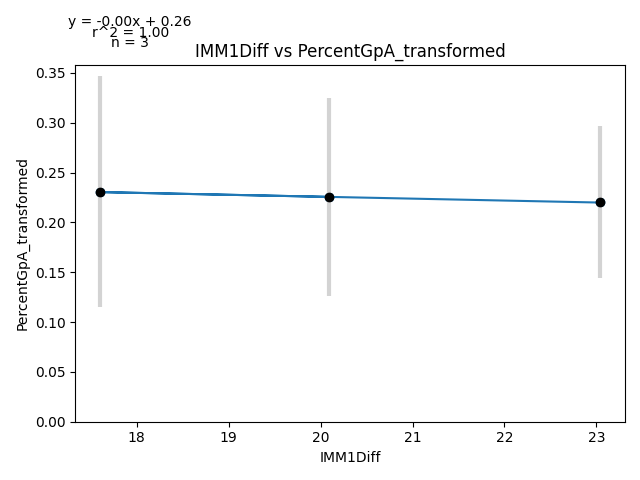 y = -0.00x + 0.26
r^2 = 1.00
n = 3
IMM1Diff vs PercentGpA_transformed
0.35
0.30
0.25
0.20
0.15
0.10
0.05
0.00
PercentGpA_transformed
18 19 20 21 22 23
IMM1Diff